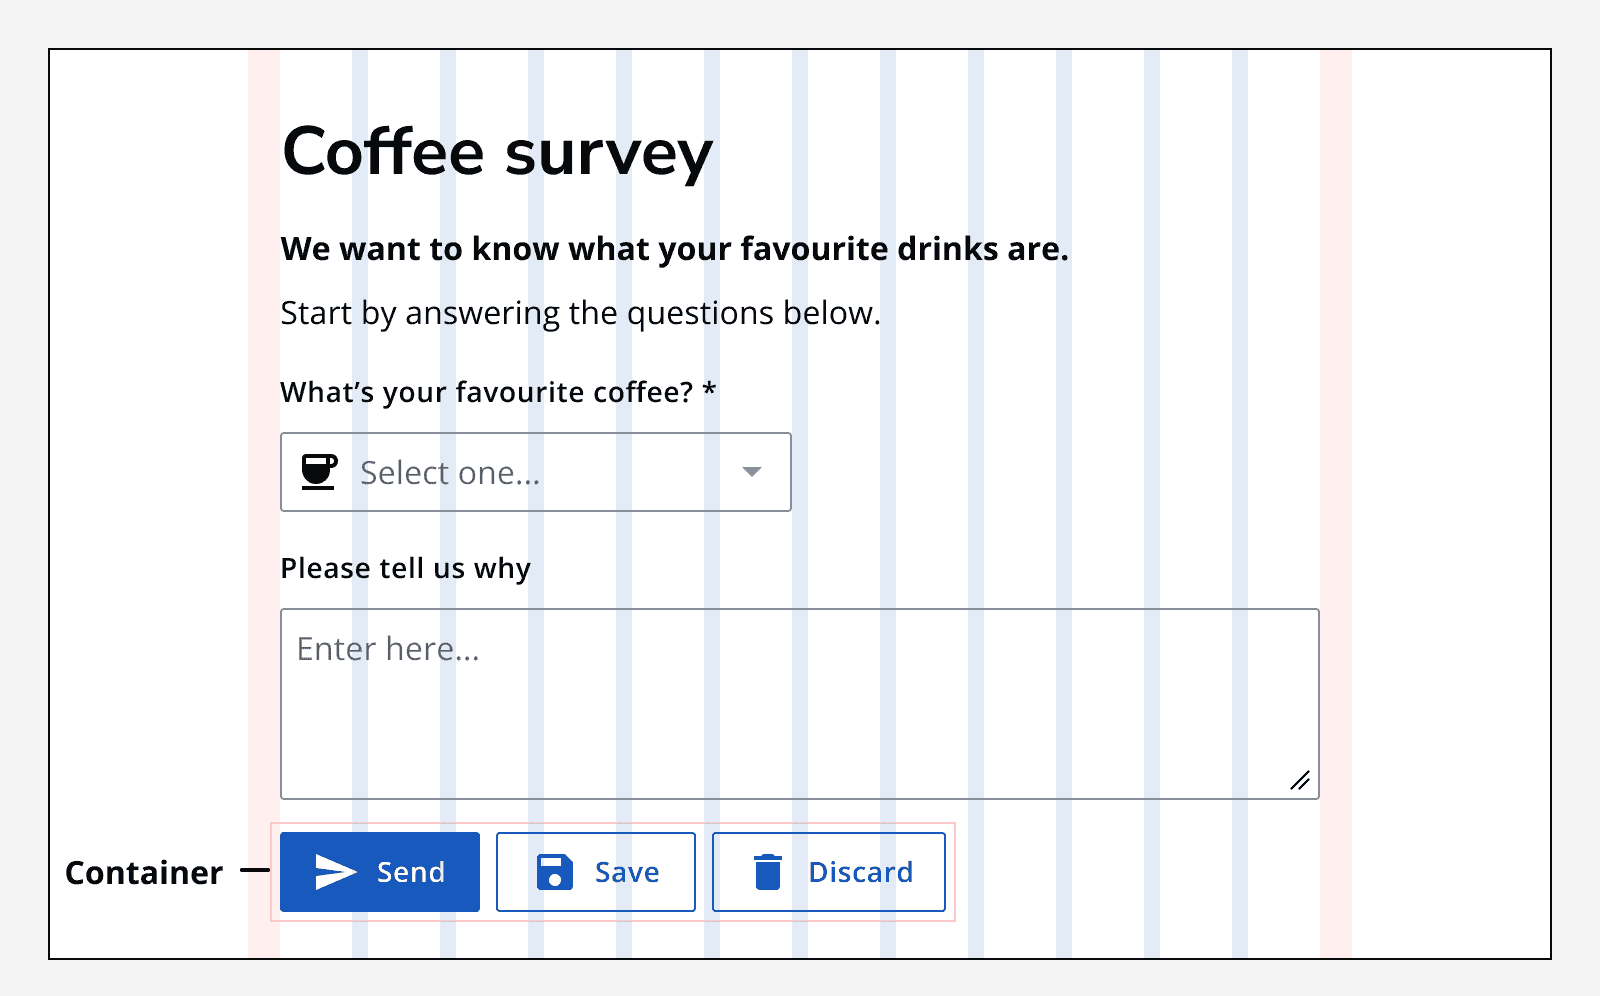 Coffee survey
We want to know what your favourite drinks are.
Start by answering the questions below.
What’s your favourite coffee? *
Select one...
Please tell us why
Enter here...
Container
Send
Save
Discard